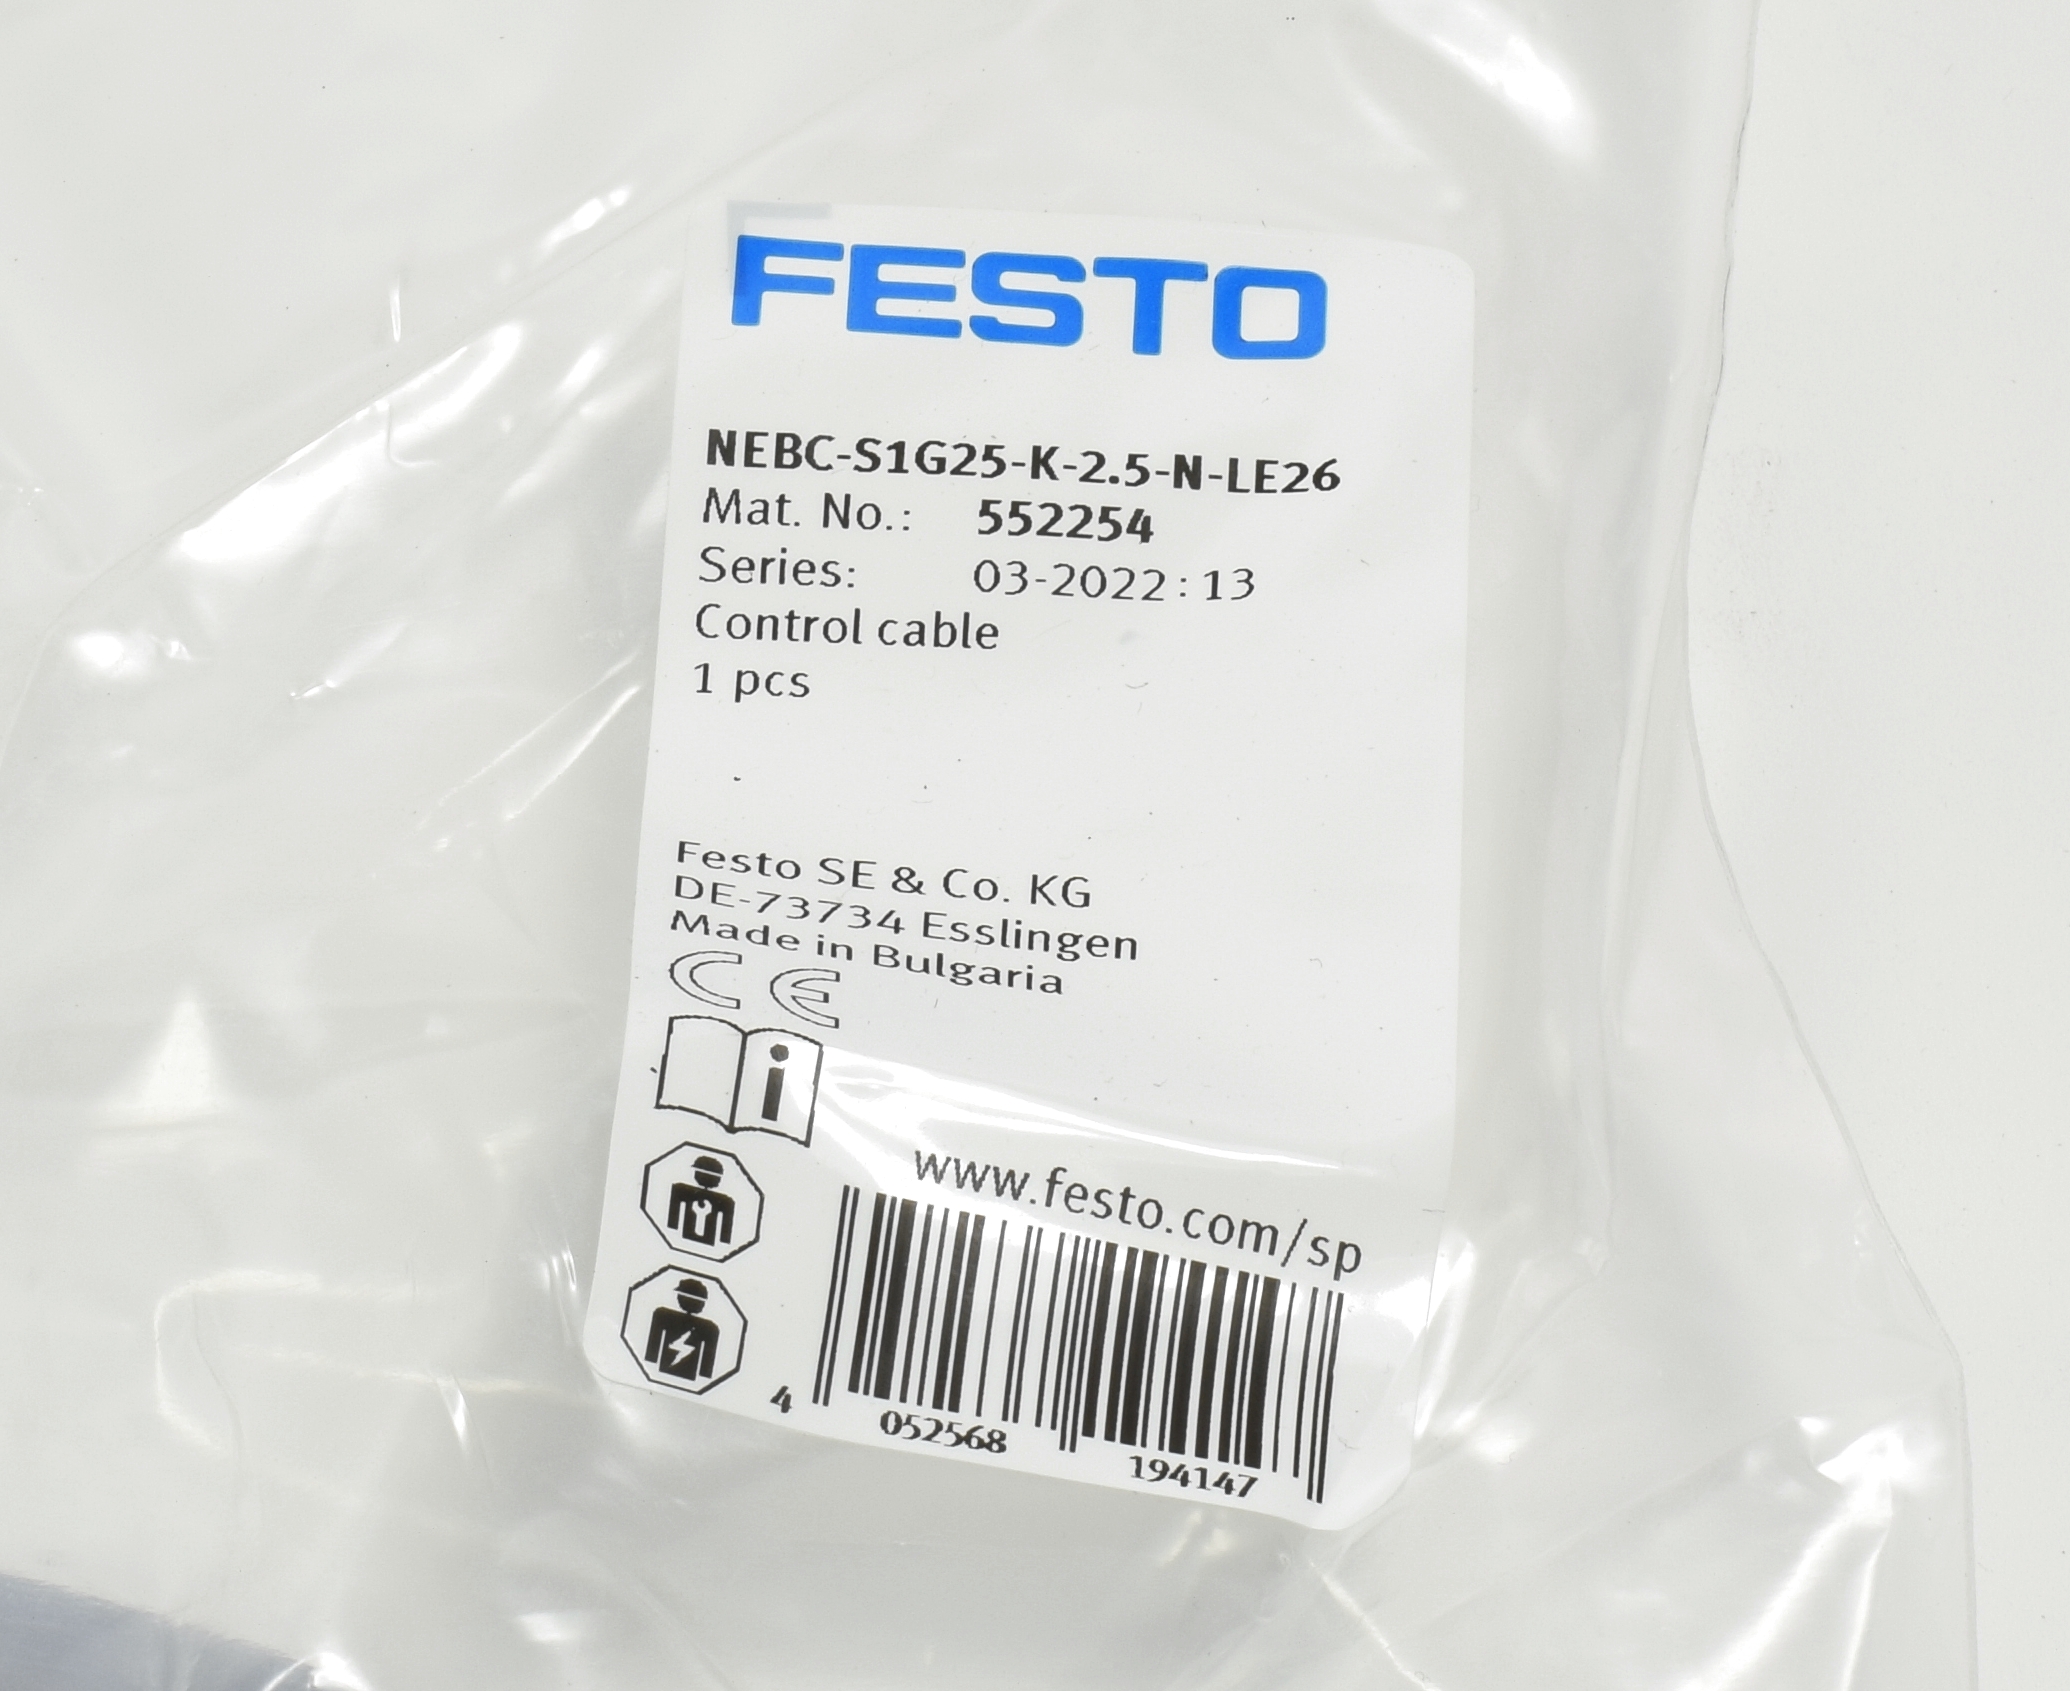 FESTO
NEBC-S1G25-K-2.5-N-LE26
Mat. No.: 552254
Series: 03-2022:13
Control cable
1 pcs
Festo SE & Co. KG
DE-73734 Esslingen
Made in Bulgaria
CE
i
www.festo.com/sp
4 052568 194147